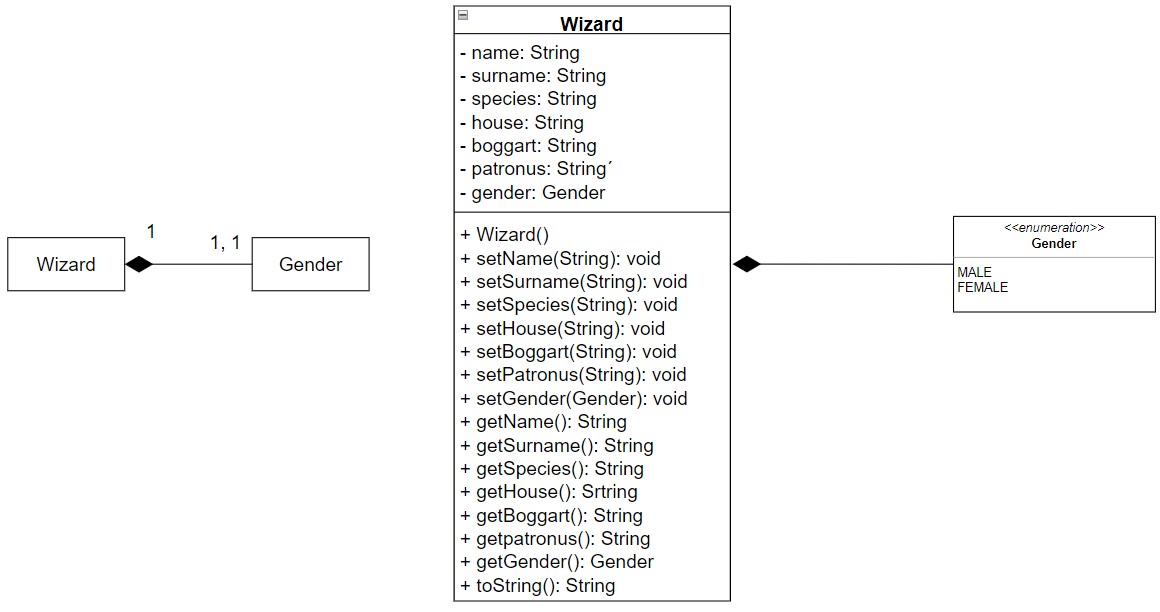 Wizard
1
1, 1
Gender
Wizard
- name: String
- surname: String
- species: String
- house: String
- boggart: String
- patronus: String´
- gender: Gender
+ Wizard()
+ setName(String): void
+ setSurname(String): void
+ setSpecies(String): void
+ setHouse(String): void
+ setBoggart(String): void
+ setPatronus(String): void
+ setGender(Gender): void
+ getName(): String
+ getSurname(): String
+ getSpecies(): String
+ getHouse(): Srtring
+ getBoggart(): String
+ getpatronus(): String
+ getGender(): Gender
+ toString(): String
<<enumeration>>
Gender
MALE
FEMALE